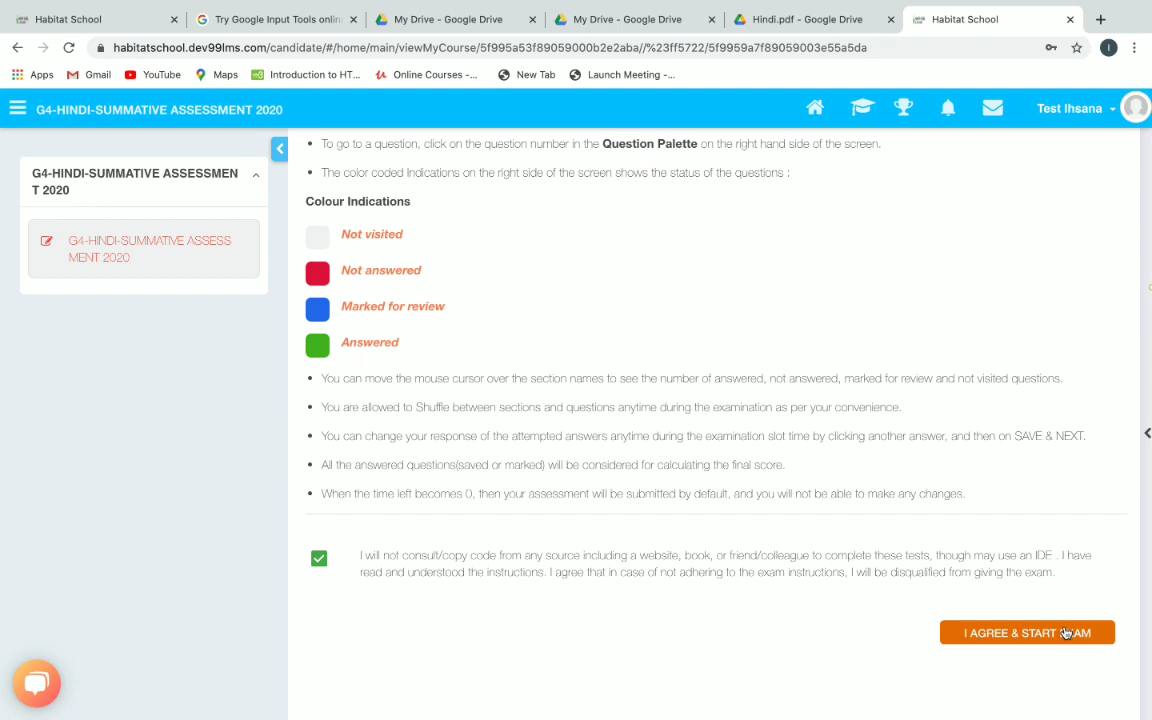 Habitat School
Try Google Input Tools onlin
My Drive - Google Drive
My Drive - Google Drive
Hindi.pdf - Google Drive
Habitat School
habitatschool.dev99lms.com/candidate/#/home/main/viewMyCourse/5f995a53f89059000b2e2aba//%23ff5722/5f9959a7f89059003e55a5da
Apps
Gmail
YouTube
Maps
Introduction to HT...
Online Courses -...
New Tab
Launch Meeting -...
G4-HINDI-SUMMATIVE ASSESSMENT 2020
Test Ihsana
G4-HINDI-SUMMATIVE ASSESSMEN
T 2020
G4-HINDI-SUMMATIVE ASSESS
MENT 2020
• To go to a question, click on the question number in the Question Palette on the right hand side of the screen.
• The color coded Indications on the right side of the screen shows the status of the questions :
Colour Indications
Not visited
Not answered
Marked for review
Answered
• You can move the mouse cursor over the section names to see the number of answered, not answered, marked for review and not visited questions.
• You are allowed to Shuffle between sections and questions anytime during the examination as per your convenience.
• You can change your response of the attempted answers anytime during the examination slot time by clicking another answer, and then on SAVE & NEXT.
• All the answered questions(saved or marked) will be considered for calculating the final score.
• When the time left becomes 0, then your assessment will be submitted by default, and you will not be able to make any changes.
I will not consult/copy code from any source including a website, book, or friend/colleague to complete these tests, though may use an IDE . I have
read and understood the instructions. I agree that in case of not adhering to the exam instructions, I will be disqualified from giving the exam.
I AGREE & START EXAM